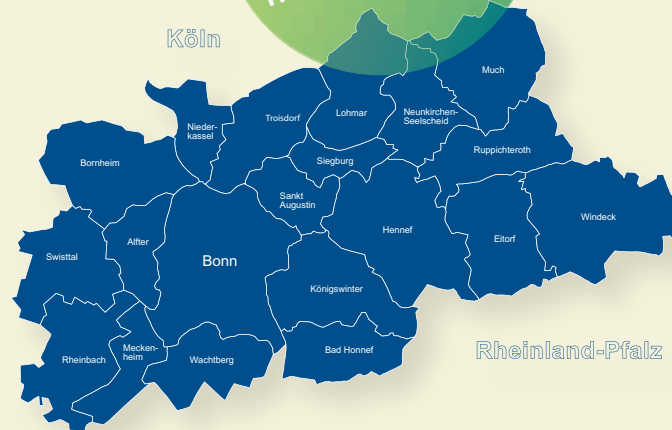 Köln
Much
Lohmar
Neunkirchen-
Seelscheid
Troisdorf
Nieder-
kassel
Ruppichteroth
Siegburg
Bornheim
Sankt
Augustin
Windeck
Hennef
Eitorf
Alfter
Swisttal
Bonn
Königswinter
Rheinland-Pfalz
Bad Honnef
Mecken-
heim
Rheinbach
Wachtberg